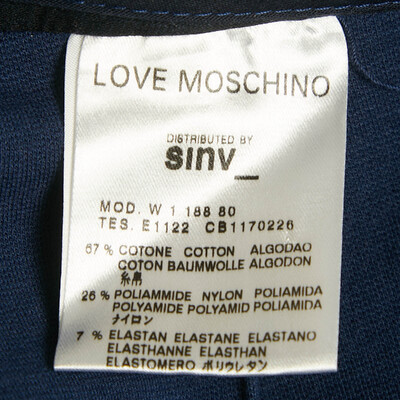 LOVE MOSCHINO
DISTRIBUTED BY
sinv_
MOD. W 1 188 80
TES. E1122 CB1170226
67 % COTONE COTTON ALGODAO
COTON BAUMWOLLE ALGODON
綿
26 % POLIAMMIDE NYLON POLIAMIDA
POLYAMIDE POLYAMID POLIAMIDA
ナイロン
7 % ELASTAN ELASTANE ELASTANO
ELASTHANNE ELASTHAN
ELASTOMERO ポリウレタン